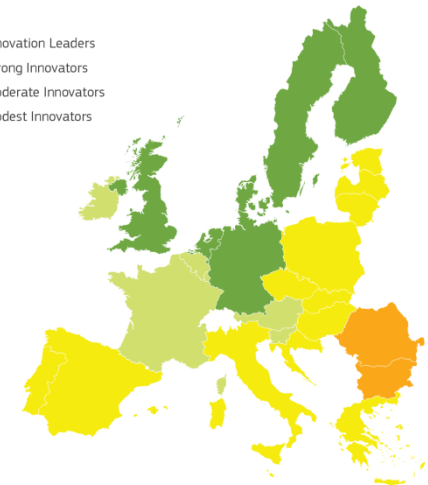 novation Leaders
rong Innovators
oderate Innovators
odest Innovators